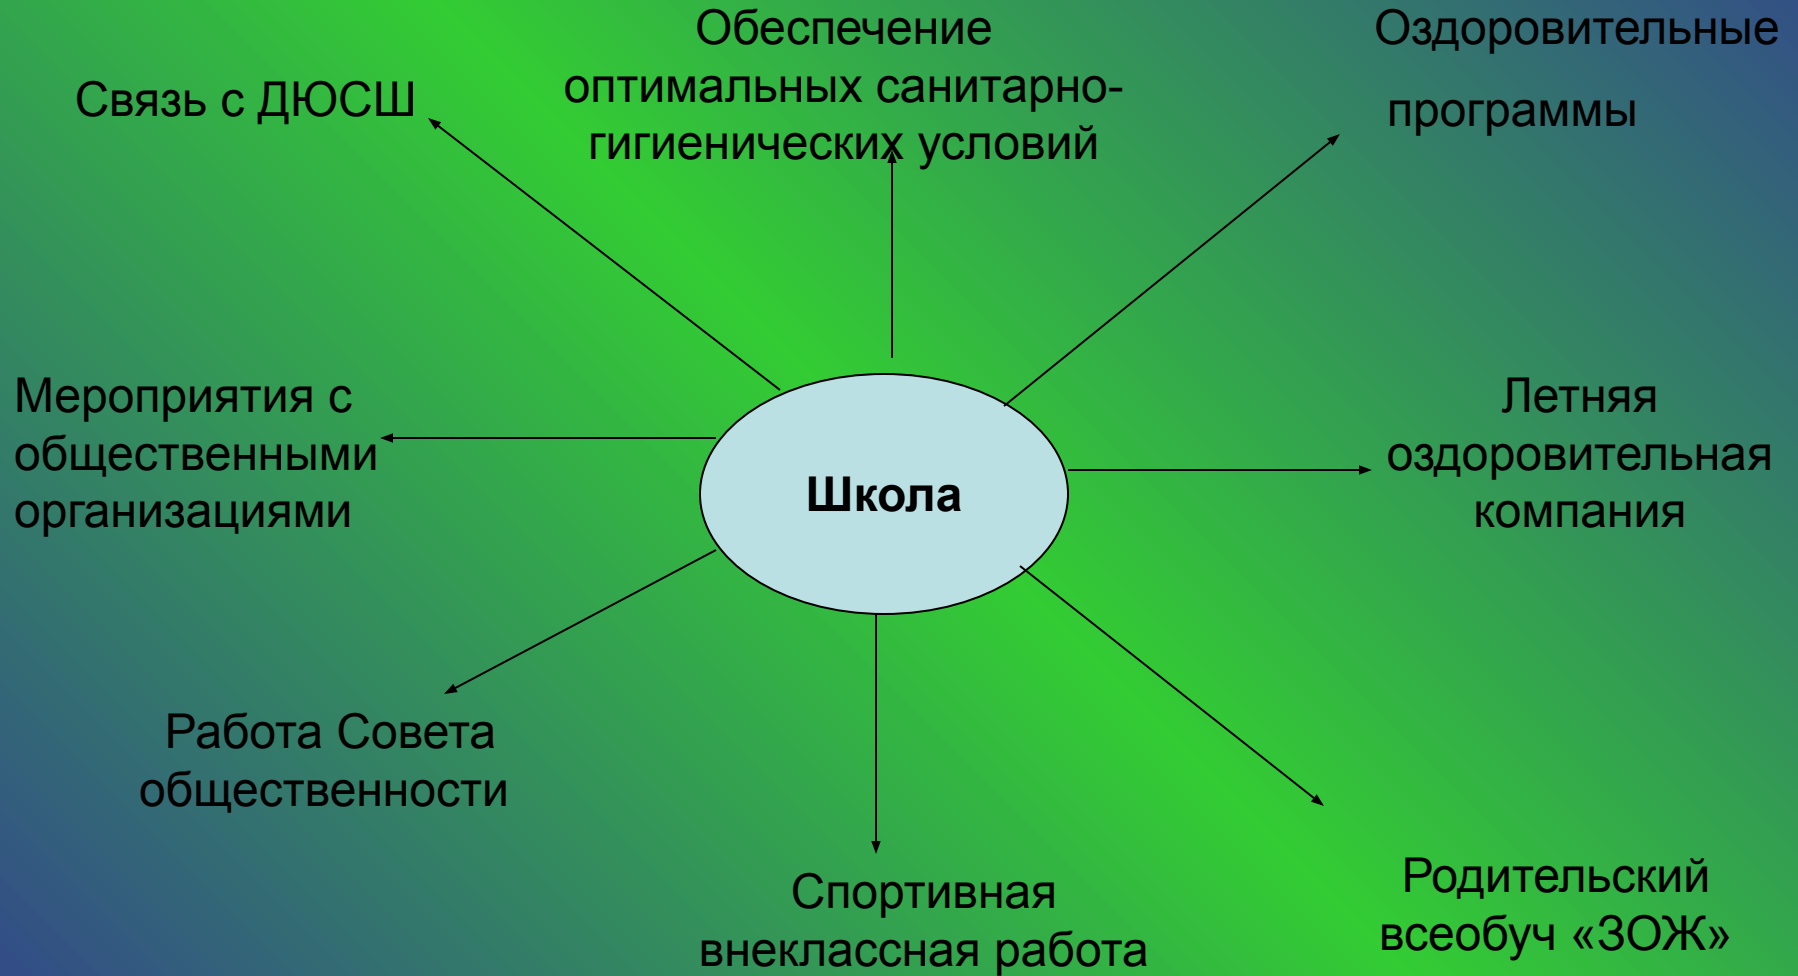 Обеспечение
оптимальных санитарно-
гигиенических условий
Оздоровительные
программы
Связь с ДЮСШ
Мероприятия с
общественными
организациями
Школа
Летняя
оздоровительная
компания
Работа Совета
общественности
Спортивная
внеклассная работа
Родительский
всеобуч «ЗОЖ»